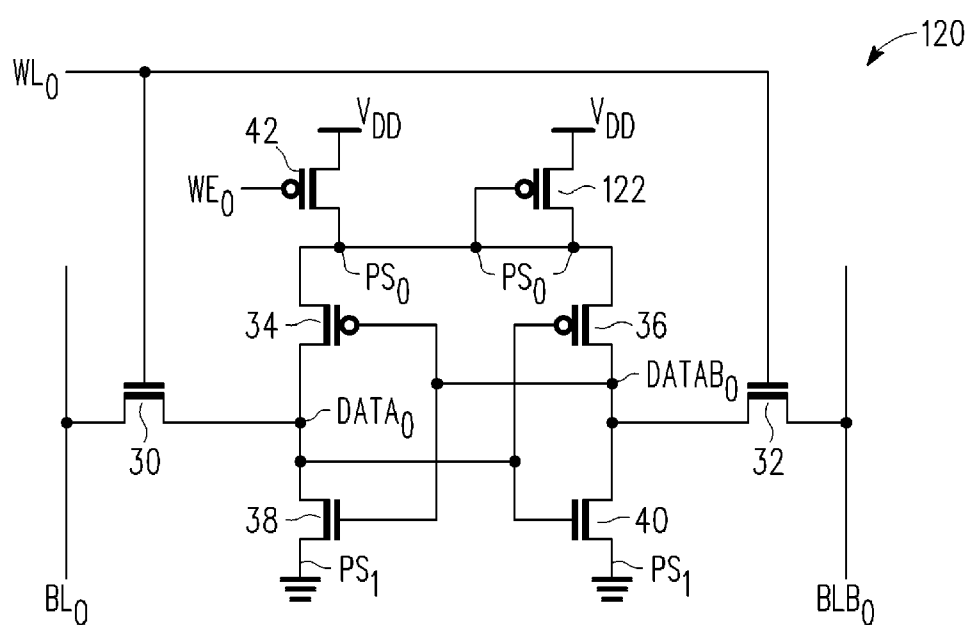 120
WL0
VDD
VDD
42
WE0
122
PS0
PS0
34
36
DATAB0
DATA0
30
32
38
40
PS1
PS1
BL0
BLB0